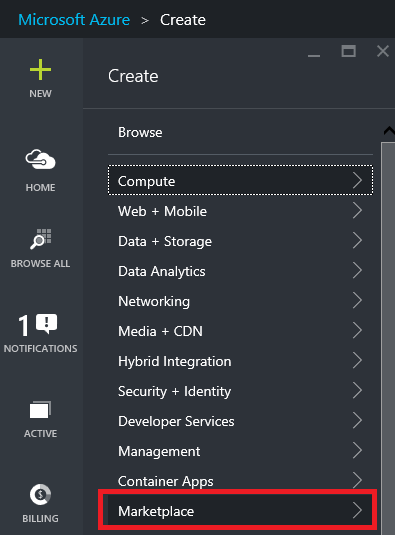 Microsoft Azure > Create
Create
NEW
Browse
HOME
Compute
Web + Mobile
BROWSE ALL
Data + Storage
Data Analytics
Networking
1
NOTIFICATIONS
Media + CDN
Hybrid Integration
Security + Identity
ACTIVE
Developer Services
Management
Container Apps
BILLING
Marketplace